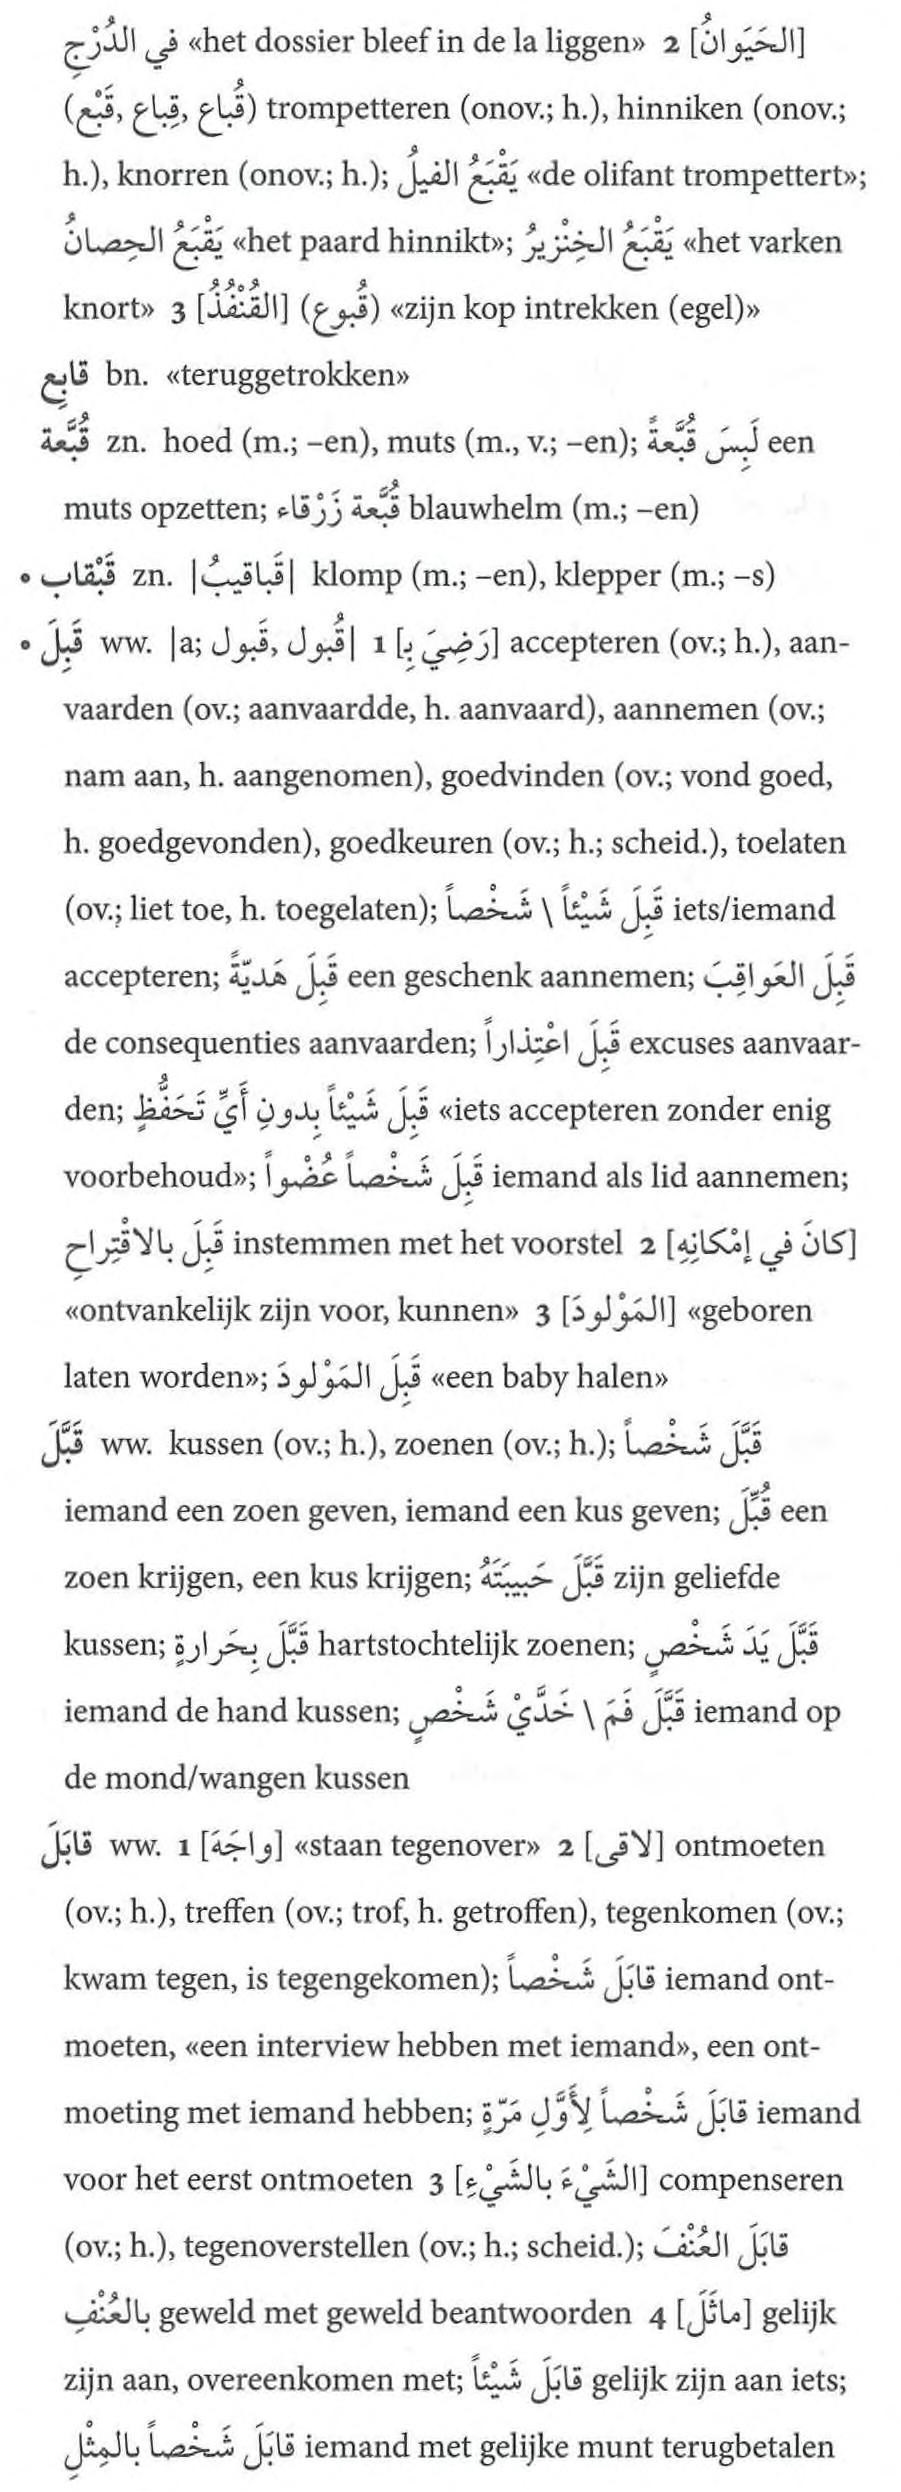 في الدُرْجِ «het dossier bleef in de la liggen» 2 [الحَيَوانُ]
(قُباع, قِباع, قَبْع) trompetteren (onov.; h.), hinniken (onov.;
h.), knorren (onov.; h.); يَقْبَعُ الفيلُ «de olifant trompettert»;
يَقْبَعُ الحِصانُ «het paard hinnikt»; يَقْبَعُ الخِنْزيرُ «het varken
knort» 3 [القُنْفُذُ] (قُبوع) «zijn kop intrekken (egel)»
قابِع bn. «teruggetrokken»
قُبَّعة zn. hoed (m.; –en), muts (m., v.; –en); لَبِسَ قُبَّعةً een
muts opzetten; قُبَّعة زَرْقاء blauwhelm (m.; –en)
• قَبْقاب zn. |قَباقيبُ| klomp (m.; –en), klepper (m.; –s)
• قَبِلَ ww. |a; قُبول, قَبول| 1 [رَضِيَ بِ] accepteren (ov.; h.), aan-
vaarden (ov.; aanvaardde, h. aanvaard), aannemen (ov.;
nam aan, h. aangenomen), goedvinden (ov.; vond goed,
h. goedgevonden), goedkeuren (ov.; h.; scheid.), toelaten
(ov.; liet toe, h. toegelaten); قَبِلَ شَيْئاً \ شَخْصاً iets/iemand
accepteren; قَبِلَ هَديّةً een geschenk aannemen; قَبِلَ العَواقِبَ
de consequenties aanvaarden; قَبِلَ اعْتِذاراً excuses aanvaar-
den; قَبِلَ شَيْئاً بِدونِ أَيِّ تَحَفُّظٍ «iets accepteren zonder enig
voorbehoud»; قَبِلَ شَخْصاً عُضْواً iemand als lid aannemen;
قَبِلَ بالاقْتِراحِ instemmen met het voorstel 2 [كانَ في إمْكانِهِ]
«ontvankelijk zijn voor, kunnen» 3 [المَوْلودَ] «geboren
laten worden»; قَبِلَ المَوْلودَ «een baby halen»
قَبَّلَ ww. kussen (ov.; h.), zoenen (ov.; h.); قَبَّلَ شَخْصاً
iemand een zoen geven, iemand een kus geven; قُبِّلَ een
zoen krijgen, een kus krijgen; قَبَّلَ حَبيبَتَهُ zijn geliefde
kussen; قَبَّلَ بِحَرارةٍ hartstochtelijk zoenen; قَبَّلَ يَدَ شَخْصٍ
iemand de hand kussen; قَبَّلَ فَمَ \ خَدَّيْ شَخْصٍ iemand op
de mond/wangen kussen
قابَلَ ww. 1 [واجَهَ] «staan tegenover» 2 [لاقى] ontmoeten
(ov.; h.), treffen (ov.; trof, h. getroffen), tegenkomen (ov.;
kwam tegen, is tegengekomen); قابَلَ شَخْصاً iemand ont-
moeten, «een interview hebben met iemand», een ont-
moeting met iemand hebben; قابَلَ شَخْصاً لِأَوَّلِ مَرّةٍ iemand
voor het eerst ontmoeten 3 [الشَيْءَ بالشَيْءِ] compenseren
(ov.; h.), tegenoverstellen (ov.; h.; scheid.); قابَلَ العُنْفَ
بالعُنْفِ geweld met geweld beantwoorden 4 [ماثَلَ] gelijk
zijn aan, overeenkomen met; قابَلَ شَيْئاً gelijk zijn aan iets;
قابَلَ شَخْصاً بالمِثْلِ iemand met gelijke munt terugbetalen